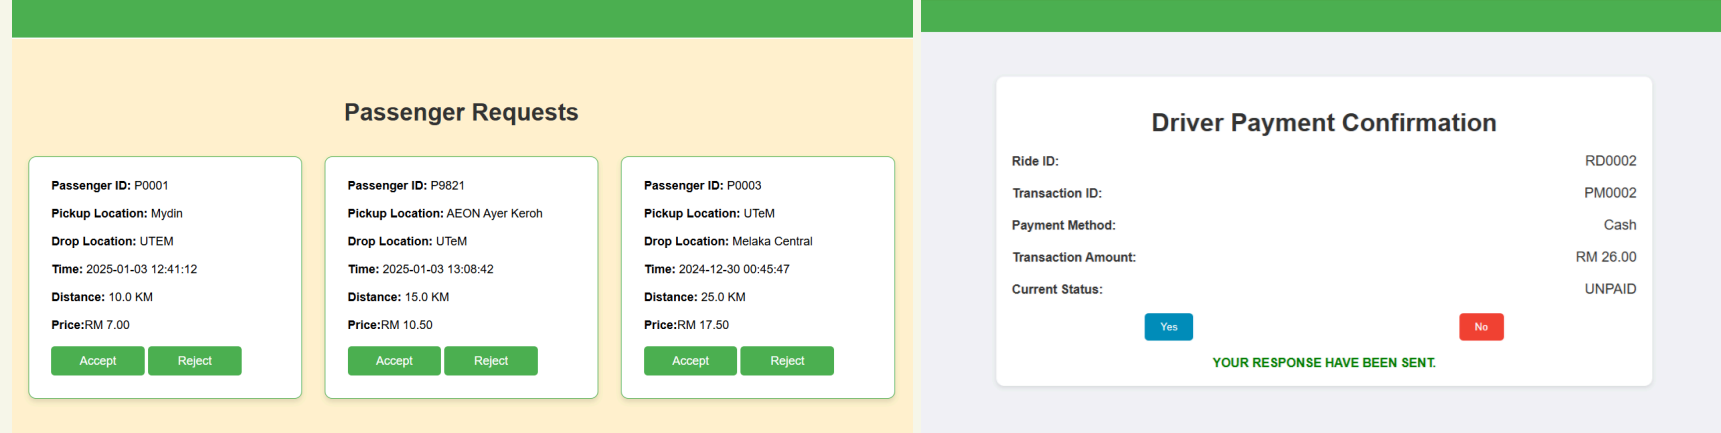 Passenger Requests
Passenger ID: P0001
Pickup Location: Mydin
Drop Location: UTEM
Time: 2025-01-03 12:41:12
Distance: 10.0 KM
Price:RM 7.00
Accept
Reject
Passenger ID: P9821
Pickup Location: AEON Ayer Keroh
Drop Location: UTeM
Time: 2025-01-03 13:08:42
Distance: 15.0 KM
Price:RM 10.50
Accept
Reject
Passenger ID: P0003
Pickup Location: UTeM
Drop Location: Melaka Central
Time: 2024-12-30 00:45:47
Distance: 25.0 KM
Price:RM 17.50
Accept
Reject
Driver Payment Confirmation
Ride ID: RD0002
Transaction ID: PM0002
Payment Method: Cash
Transaction Amount: RM 26.00
Current Status: UNPAID
Yes
No
YOUR RESPONSE HAVE BEEN SENT.